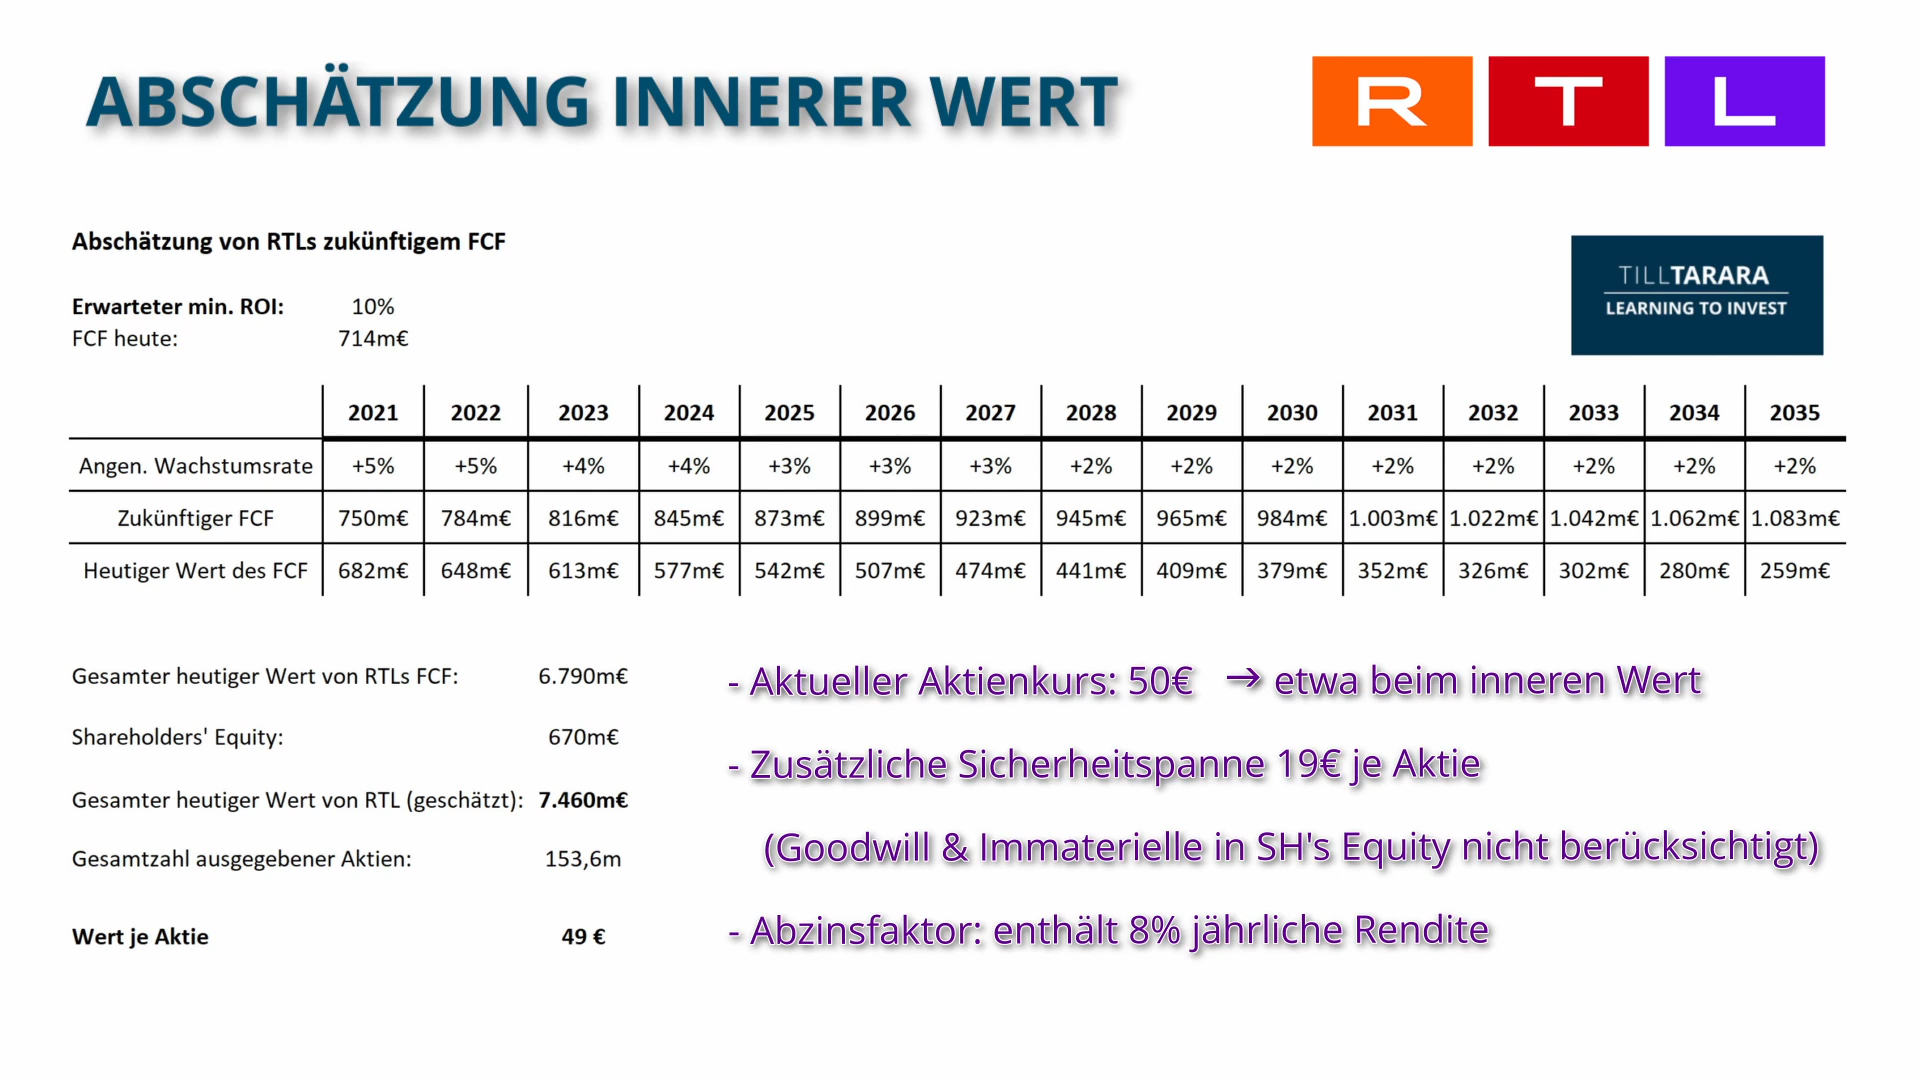 ABSCHÄTZUNG INNERER WERT
R T L
Abschätzung von RTLs zukünftigem FCF
TILLTARARA
LEARNING TO INVEST
Erwarteter min. ROI: 10%
FCF heute: 714m€
2021 2022 2023 2024 2025 2026 2027 2028 2029 2030 2031 2032 2033 2034 2035
Angen. Wachstumsrate +5% +5% +4% +4% +3% +3% +3% +2% +2% +2% +2% +2% +2% +2% +2%
Zukünftiger FCF 750m€ 784m€ 816m€ 845m€ 873m€ 899m€ 923m€ 945m€ 965m€ 984m€ 1.003m€ 1.022m€ 1.042m€ 1.062m€ 1.083m€
Heutiger Wert des FCF 682m€ 648m€ 613m€ 577m€ 542m€ 507m€ 474m€ 441m€ 409m€ 379m€ 352m€ 326m€ 302m€ 280m€ 259m€
Gesamter heutiger Wert von RTLs FCF: 6.790m€
Shareholders' Equity: 670m€
Gesamter heutiger Wert von RTL (geschätzt): 7.460m€
Gesamtzahl ausgegebener Aktien: 153,6m
Wert je Aktie 49 €
- Aktueller Aktienkurs: 50€ → etwa beim inneren Wert
- Zusätzliche Sicherheitspanne 19€ je Aktie
(Goodwill & Immaterielle in SH's Equity nicht berücksichtigt)
- Abzinsfaktor: enthält 8% jährliche Rendite